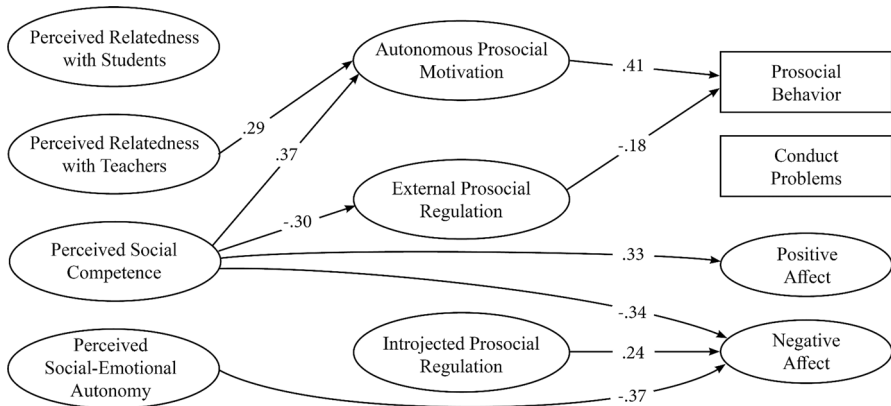 Perceived Relatedness
with Students
Autonomous Prosocial
Motivation
.41
Prosocial
Behavior
.29
Perceived Relatedness
with Teachers
.37
-.18
Conduct
Problems
External Prosocial
Regulation
-.30
Perceived Social
Competence
.33
Positive
Affect
-.34
Perceived
Social-Emotional
Autonomy
Introjected Prosocial
Regulation
.24
Negative
Affect
-.37